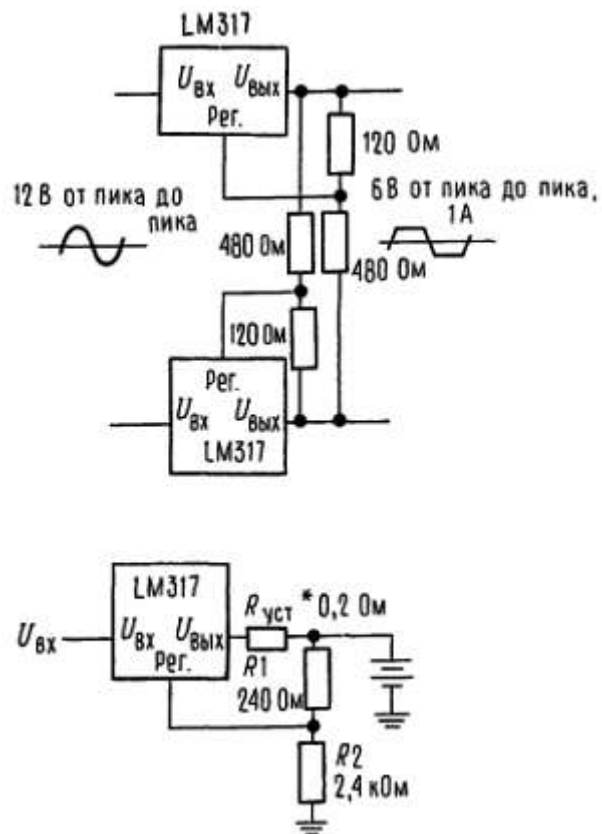 LM317
Uвх Uвых
Рег.
120 Ом
12 В от пика до
пика
6 В от пика до пика,
1 А
480 Ом
480 Ом
120 Ом
Рег.
Uвх Uвых
LM317
LM317
Uвх
Uвх Uвых
Рег.
Rуст * 0,2 Ом
R1
240 Ом
R2
2,4 кОм